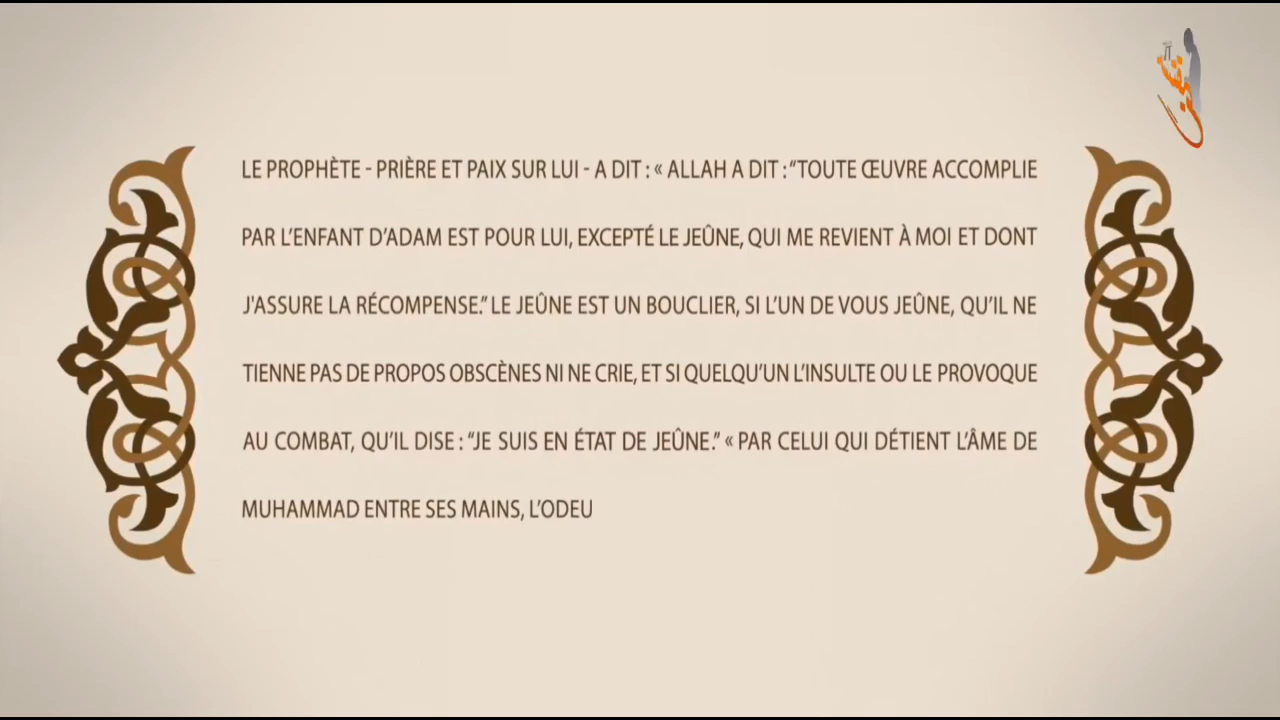 LE PROPHÈTE - PRIÈRE ET PAIX SUR LUI - A DIT : « ALLAH A DIT : “TOUTE ŒUVRE ACCOMPLIE
PAR L’ENFANT D’ADAM EST POUR LUI, EXCEPTÉ LE JEÛNE, QUI ME REVIENT À MOI ET DONT
J'ASSURE LA RÉCOMPENSE.” LE JEÛNE EST UN BOUCLIER, SI L’UN DE VOUS JEÛNE, QU’IL NE
TIENNE PAS DE PROPOS OBSCÈNES NI NE CRIE, ET SI QUELQU’UN L’INSULTE OU LE PROVOQUE
AU COMBAT, QU’IL DISE : “JE SUIS EN ÉTAT DE JEÛNE.” « PAR CELUI QUI DÉTIENT L’ÂME DE
MUHAMMAD ENTRE SES MAINS, L’ODEU